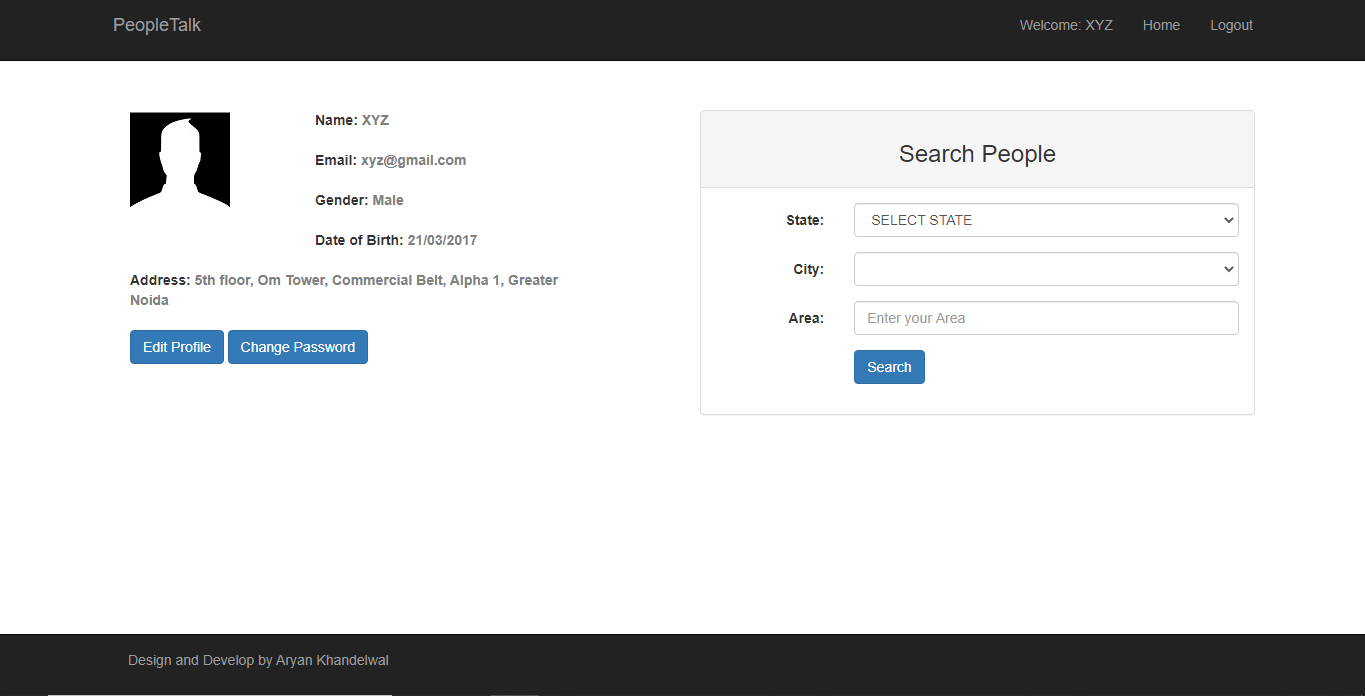 PeopleTalk
Welcome: XYZ Home Logout
Name: XYZ
Email: xyz@gmail.com
Gender: Male
Date of Birth: 21/03/2017
Address: 5th floor, Om Tower, Commercial Belt, Alpha 1, Greater
Noida
Edit Profile Change Password
Search People
State: SELECT STATE
City:
Area: Enter your Area
Search
Design and Develop by Aryan Khandelwal